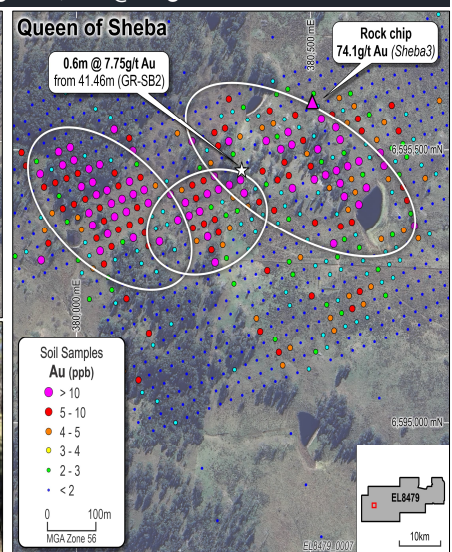 Queen of Sheba
0.6m @ 7.75g/t Au
from 41.46m (GR-SB2)
Rock chip
74.1g/t Au (Sheba3)
380,500 mE
6,595,500 mN
380,000 mE
6,595,000 mN
Soil Samples
Au (ppb)
> 10
5 - 10
4 - 5
3 - 4
2 - 3
< 2
0 100m
MGA Zone 56
EL8479
10km
EL8479_0007